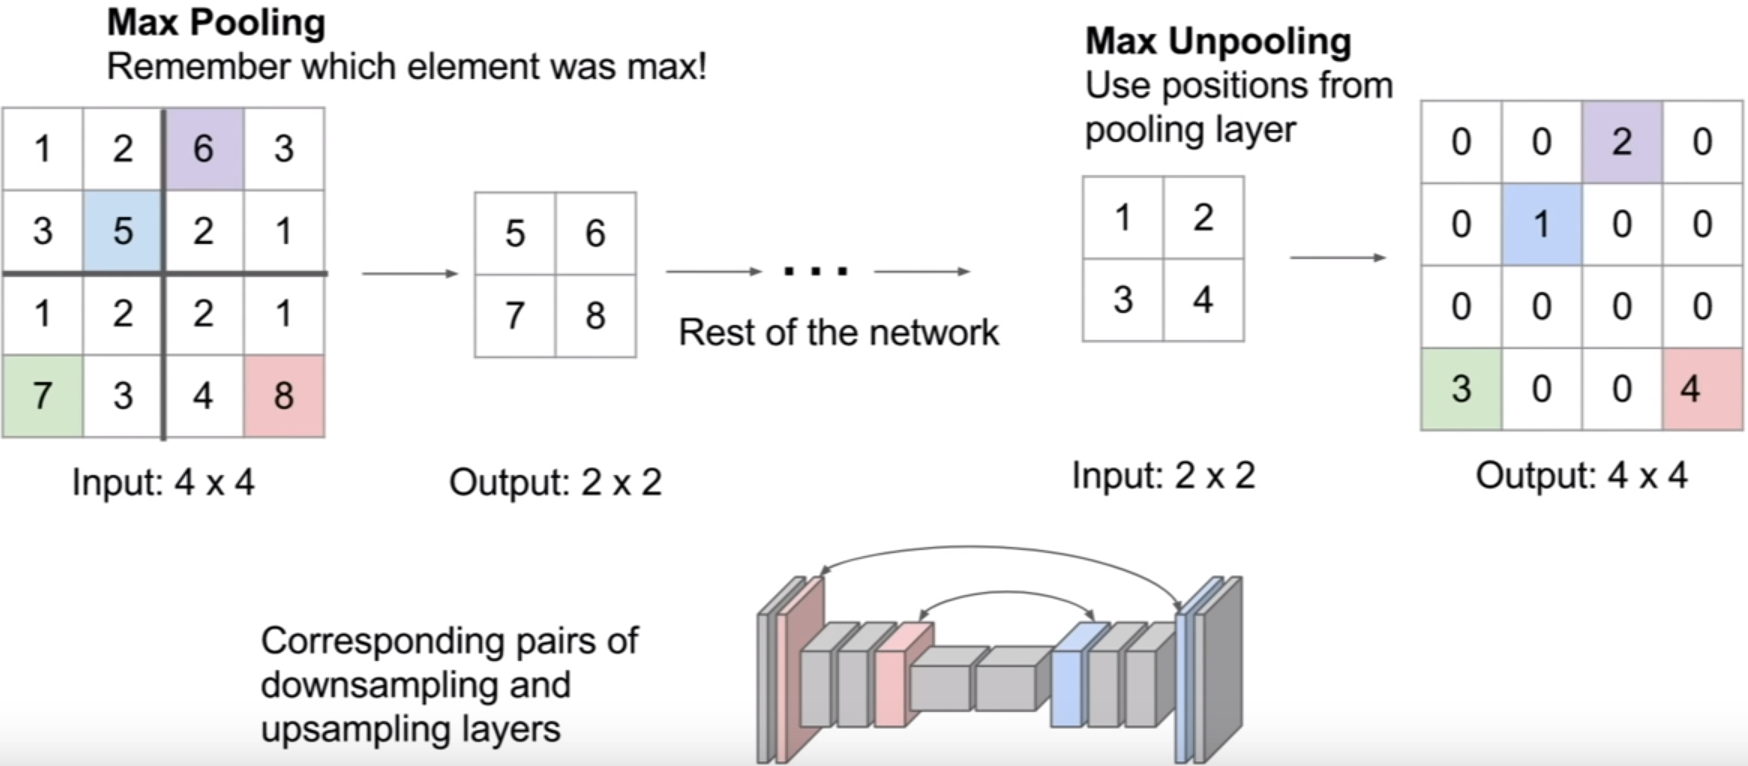 Max Pooling
Remember which element was max!
1 2 6 3
3 5 2 1
1 2 2 1
7 3 4 8
Input: 4 x 4
5 6
7 8
Output: 2 x 2
...
Rest of the network
Max Unpooling
Use positions from
pooling layer
1 2
3 4
Input: 2 x 2
0 0 2 0
0 1 0 0
0 0 0 0
3 0 0 4
Output: 4 x 4
Corresponding pairs of
downsampling and
upsampling layers